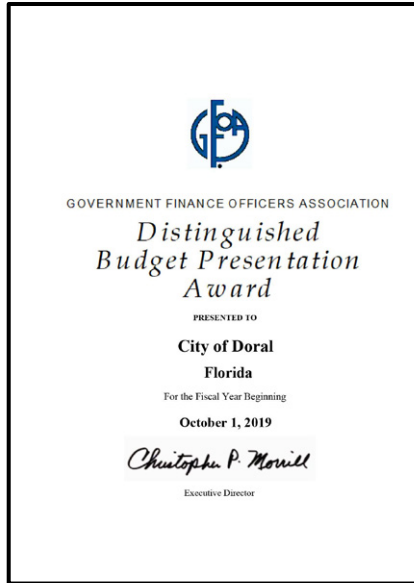 GFOA
GOVERNMENT FINANCE OFFICERS ASSOCIATION
Distinguished
Budget Presentation
Award
PRESENTED TO
City of Doral
Florida
For the Fiscal Year Beginning
October 1, 2019
Christopher P. Morrill
Executive Director